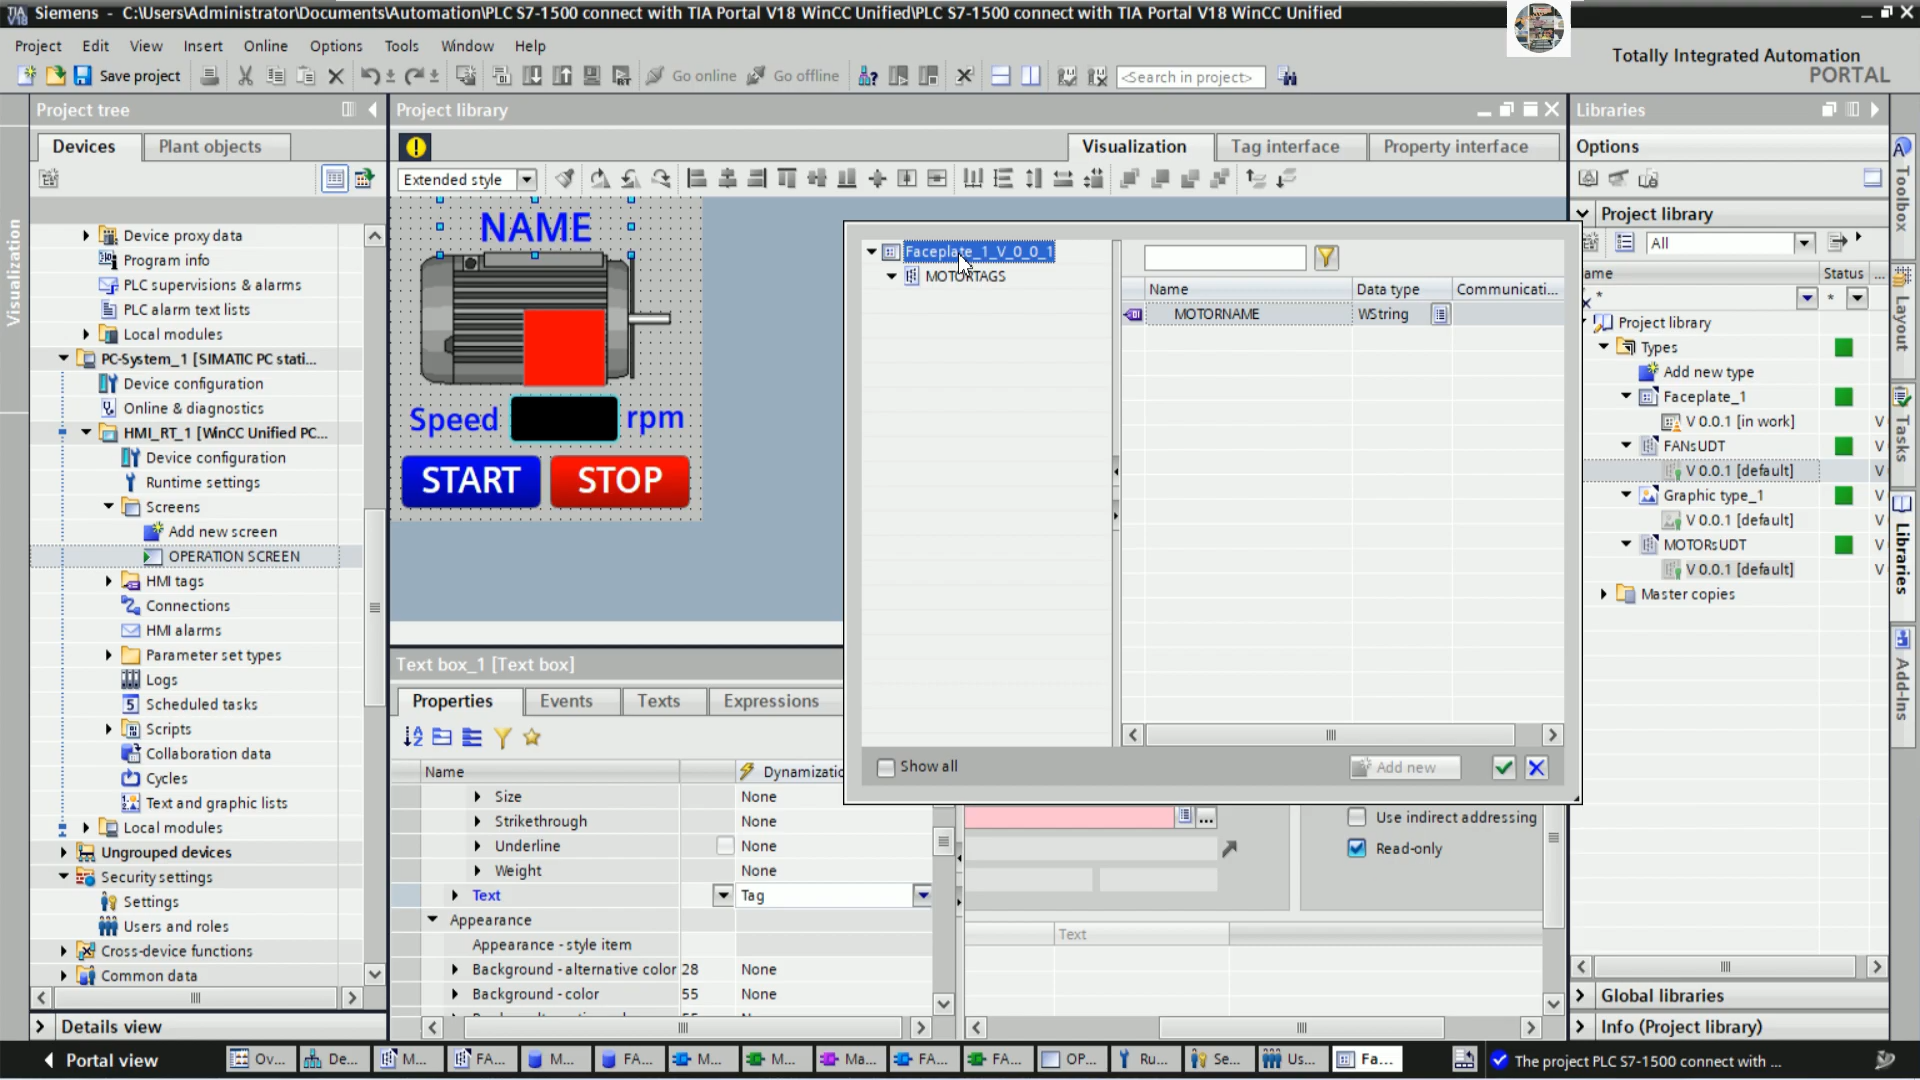 Siemens - C:\Users\Administrator\Documents\Automation\PLC S7-1500 connect with TIA Portal V18 WinCC Unified\PLC S7-1500 connect with TIA Portal V18 WinCC Unified
Project Edit View Insert Online Options Tools Window Help
Totally Integrated Automation
PORTAL
Save project
Go online
Go offline
<Search in project>
Project tree
Devices
Plant objects
Visualization
Device proxy data
Program info
PLC supervisions & alarms
PLC alarm text lists
Local modules
PC-System_1 [SIMATIC PC stati...
Device configuration
Online & diagnostics
HMI_RT_1 [WinCC Unified PC...
Device configuration
Runtime settings
Screens
Add new screen
OPERATION SCREEN
HMI tags
Connections
HMI alarms
Parameter set types
Logs
Scheduled tasks
Scripts
Collaboration data
Cycles
Text and graphic lists
Local modules
Ungrouped devices
Security settings
Settings
Users and roles
Cross-device functions
Common data
Details view
Project library
Visualization
Tag interface
Property interface
Extended style
NAME
Speed rpm
START STOP
Faceplate_1_V_0_0_1
MOTORTAGS
Name Data type Communicati...
MOTORNAME WString
Show all
Add new
Text box_1 [Text box]
Properties Events Texts Expressions
Name Dynamizatio
Size None
Strikethrough None
Underline None
Weight None
Text Tag
Appearance
Appearance - style item
Background - alternative color 28 None
Background - color 55 None
Use indirect addressing
Read-only
Text
Libraries
Options
Project library
All
ame Status ...
* *
Project library
Types
Add new type
Faceplate_1
V 0.0.1 [in work] V
FANsUDT
V 0.0.1 [default] V
Graphic type_1 V
V 0.0.1 [default] V
MOTORsUDT V
V 0.0.1 [default] V
Master copies
Global libraries
Info (Project library)
Toolbox
Layout
Tasks
Libraries
Add-Ins
Portal view
Ov...
De...
M...
FA...
M...
FA...
M...
M...
Ma...
FA...
FA...
OP...
Ru...
Se...
Us...
Fa...
The project PLC S7-1500 connect with ...